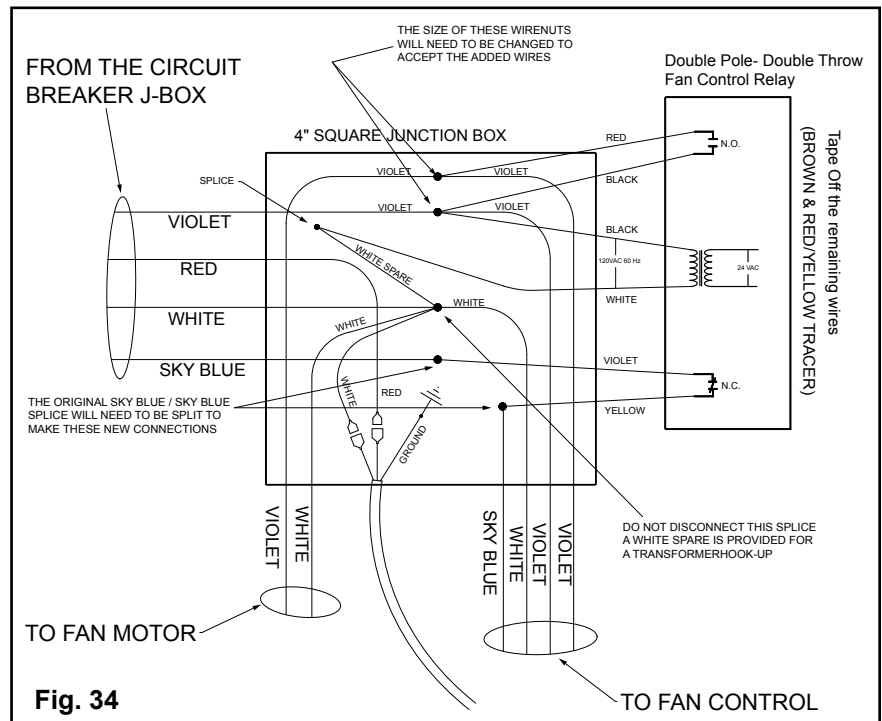 THE SIZE OF THESE WIRENUTS
WILL NEED TO BE CHANGED TO
ACCEPT THE ADDED WIRES
FROM THE CIRCUIT
BREAKER J-BOX
Double Pole- Double Throw
Fan Control Relay
4" SQUARE JUNCTION BOX
RED
N.O.
SPLICE
VIOLET
VIOLET
BLACK
VIOLET
VIOLET
VIOLET
BLACK
WHITE SPARE
120VAC 60 Hz
24 VAC
RED
WHITE
WHITE
WHITE
WHITE
SKY BLUE
VIOLET
N.C.
YELLOW
Tape Off the remaining wires
(BROWN & RED/YELLOW TRACER)
THE ORIGINAL SKY BLUE / SKY BLUE
SPLICE WILL NEED TO BE SPLIT TO
MAKE THESE NEW CONNECTIONS
WHITE
RED
GROUND
VIOLET
WHITE
SKY BLUE
WHITE
VIOLET
VIOLET
DO NOT DISCONNECT THIS SPLICE
A WHITE SPARE IS PROVIDED FOR
A TRANSFORMERHOOK-UP
TO FAN MOTOR
TO FAN CONTROL
Fig. 34